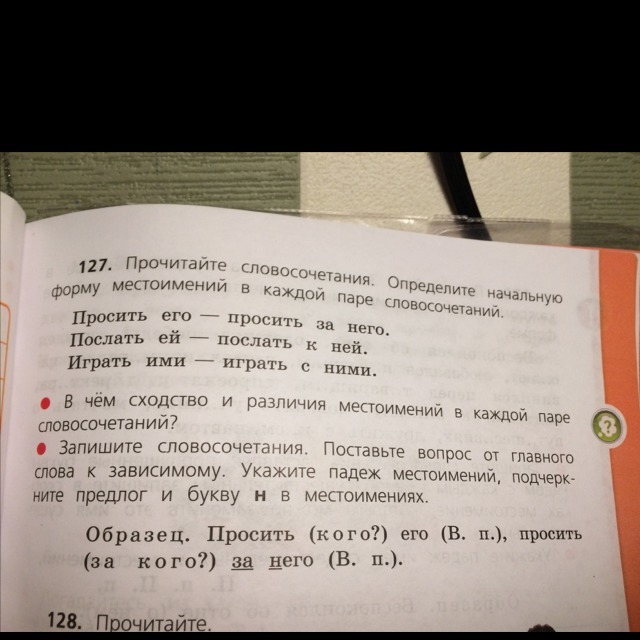 127. Прочитайте словосочетания. Определите начальную
форму местоимений в каждой паре словосочетаний.
Просить его — просить за него.
Послать ей — послать к ней.
Играть ими — играть с ними.
● В чём сходство и различия местоимений в каждой паре
словосочетаний?
● Запишите словосочетания. Поставьте вопрос от главного
слова к зависимому. Укажите падеж местоимений, подчерк-
ните предлог и букву н в местоимениях.
Образец. Просить (кого?) его (В. п.), просить
(за кого?) за него (В. п.).
128. Прочитайте.
?